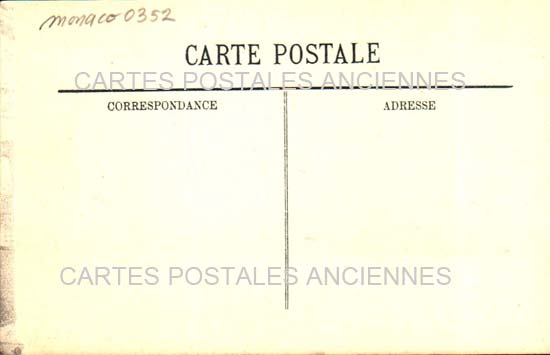 monaco 0352
CARTE POSTALE
CARTES POSTALES ANCIENNES
CORRESPONDANCE
ADRESSE
CARTES POSTALES ANCIENNES